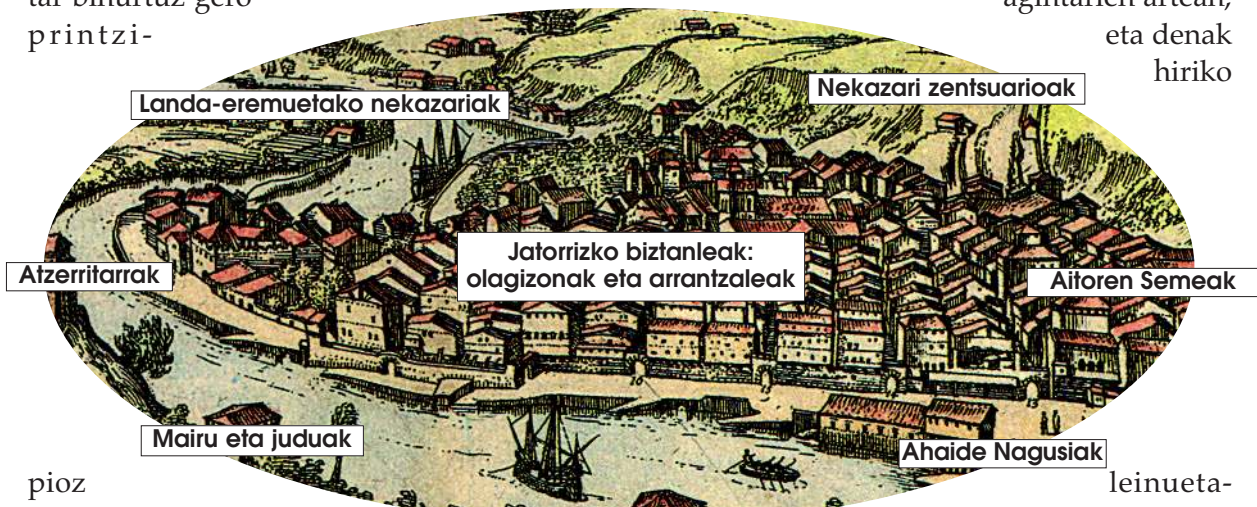 tar bihurtuz gero
printzi-
agintarien artean,
eta denak
hiriko
Landa-eremuetako nekazariak
Nekazari zentsuarioak
Jatorrizko biztanleak:
olagizonak eta arrantzaleak
Atzerritarrak
Aitoren Semeak
Mairu eta juduak
Ahaide Nagusiak
pioz
leinueta-